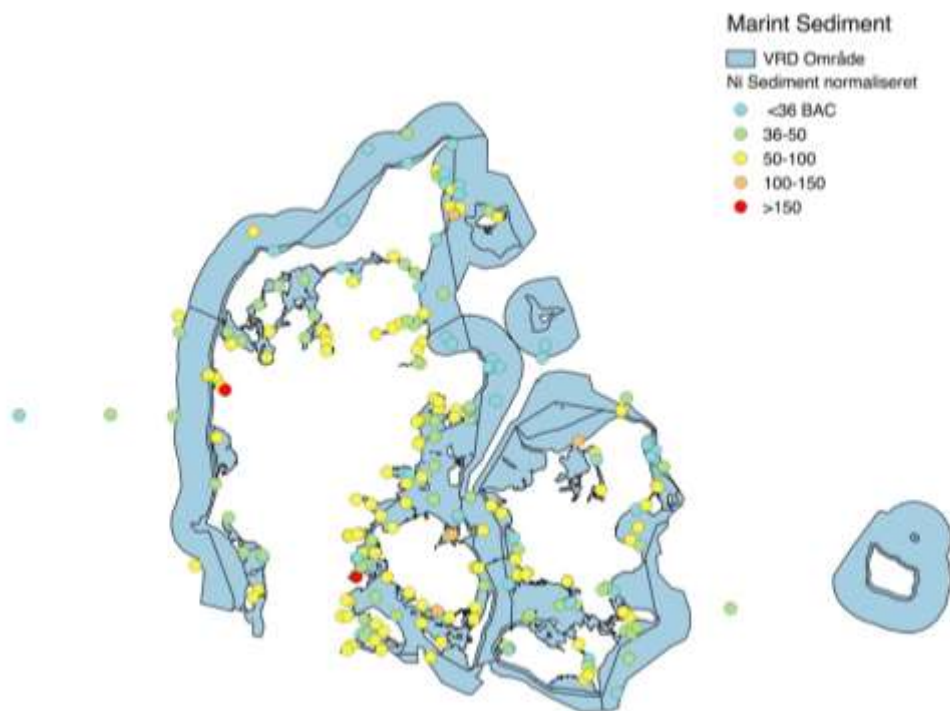 Marint Sediment
VRD Område
Ni Sediment normaliseret
<36 BAC
36-50
50-100
100-150
>150